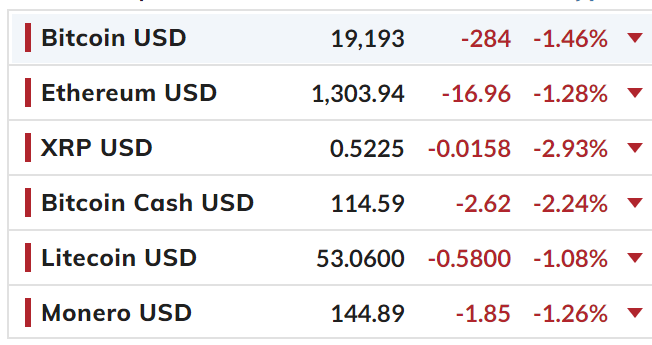 Bitcoin USD 19,193 -284 -1.46%
Ethereum USD 1,303.94 -16.96 -1.28%
XRP USD 0.5225 -0.0158 -2.93%
Bitcoin Cash USD 114.59 -2.62 -2.24%
Litecoin USD 53.0600 -0.5800 -1.08%
Monero USD 144.89 -1.85 -1.26%